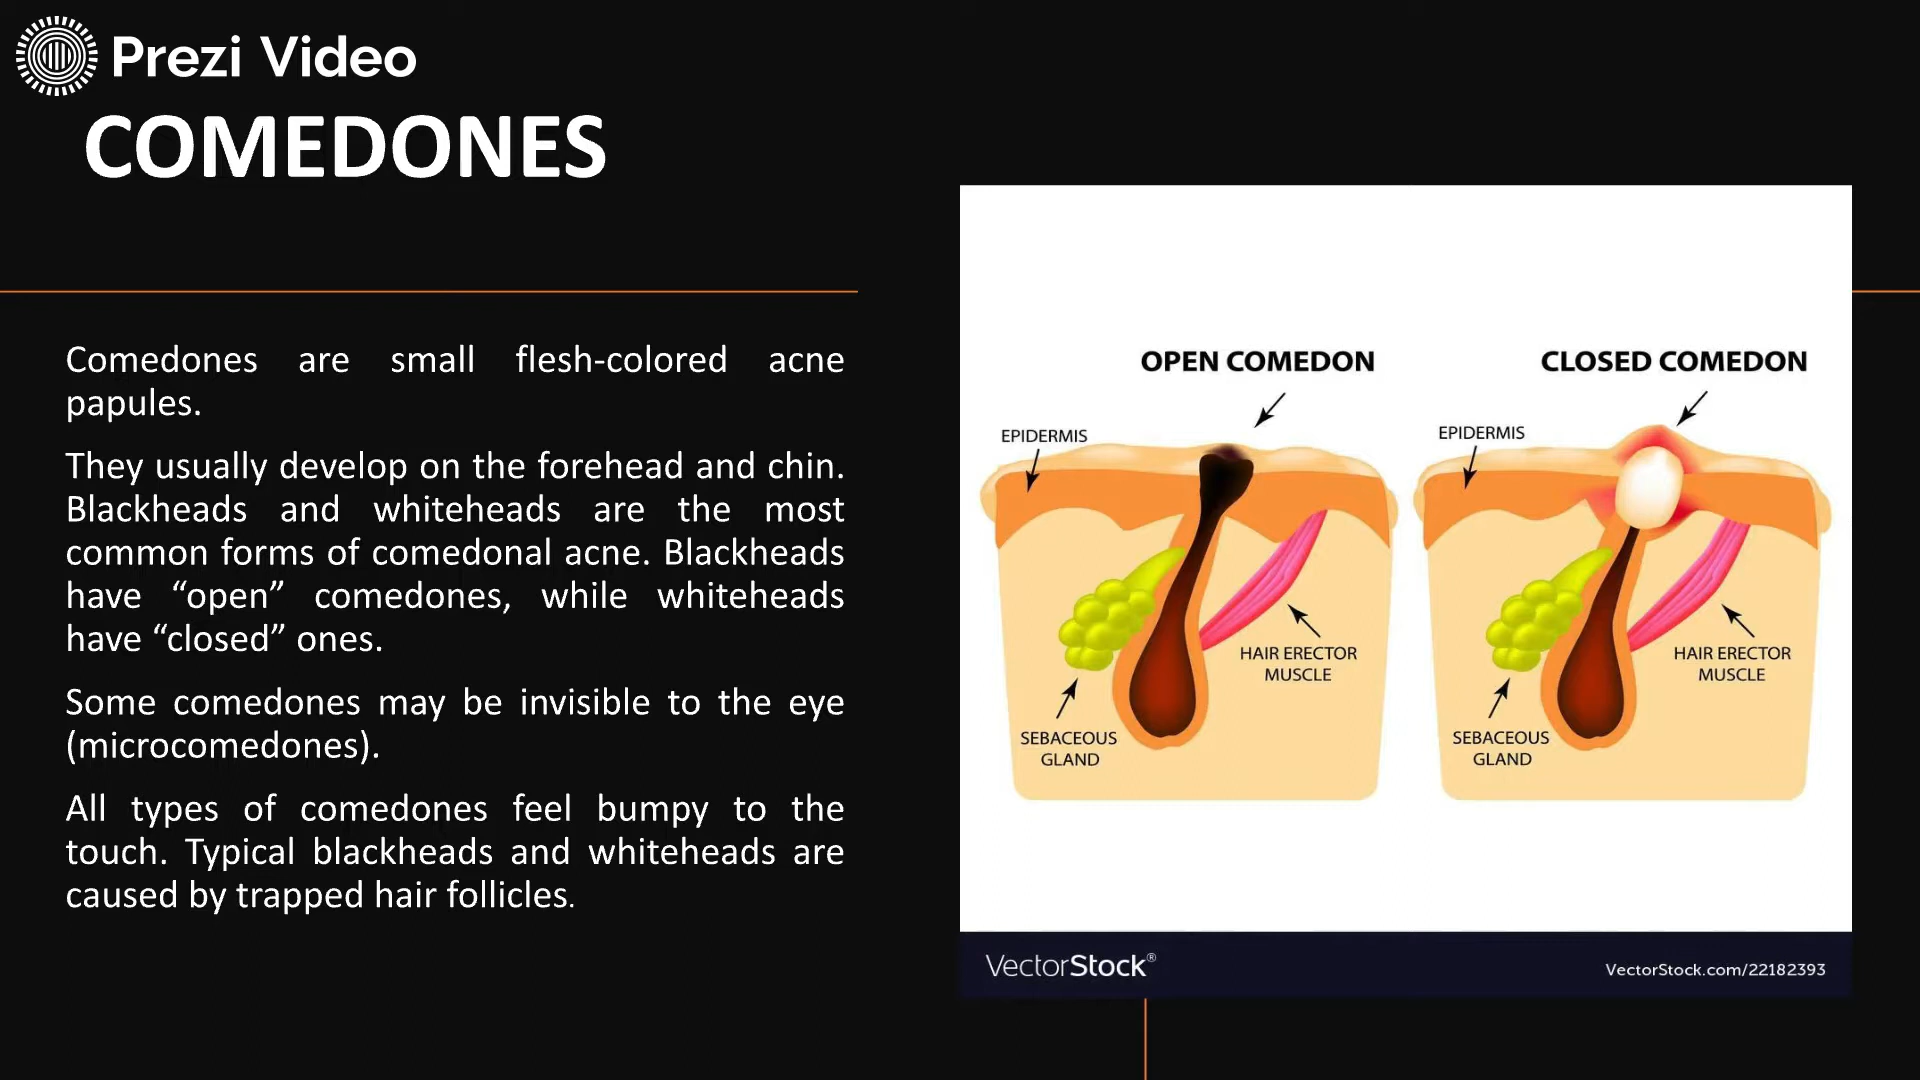 Prezi Video
COMEDONES
Comedones are small flesh-colored acne
papules.
They usually develop on the forehead and chin.
Blackheads and whiteheads are the most
common forms of comedonal acne. Blackheads
have “open” comedones, while whiteheads
have “closed” ones.
Some comedones may be invisible to the eye
(microcomedones).
All types of comedones feel bumpy to the
touch. Typical blackheads and whiteheads are
caused by trapped hair follicles.
OPEN COMEDON
EPIDERMIS
HAIR ERECTOR
MUSCLE
SEBACEOUS
GLAND
CLOSED COMEDON
EPIDERMIS
HAIR ERECTOR
MUSCLE
SEBACEOUS
GLAND
VectorStock®
VectorStock.com/22182393